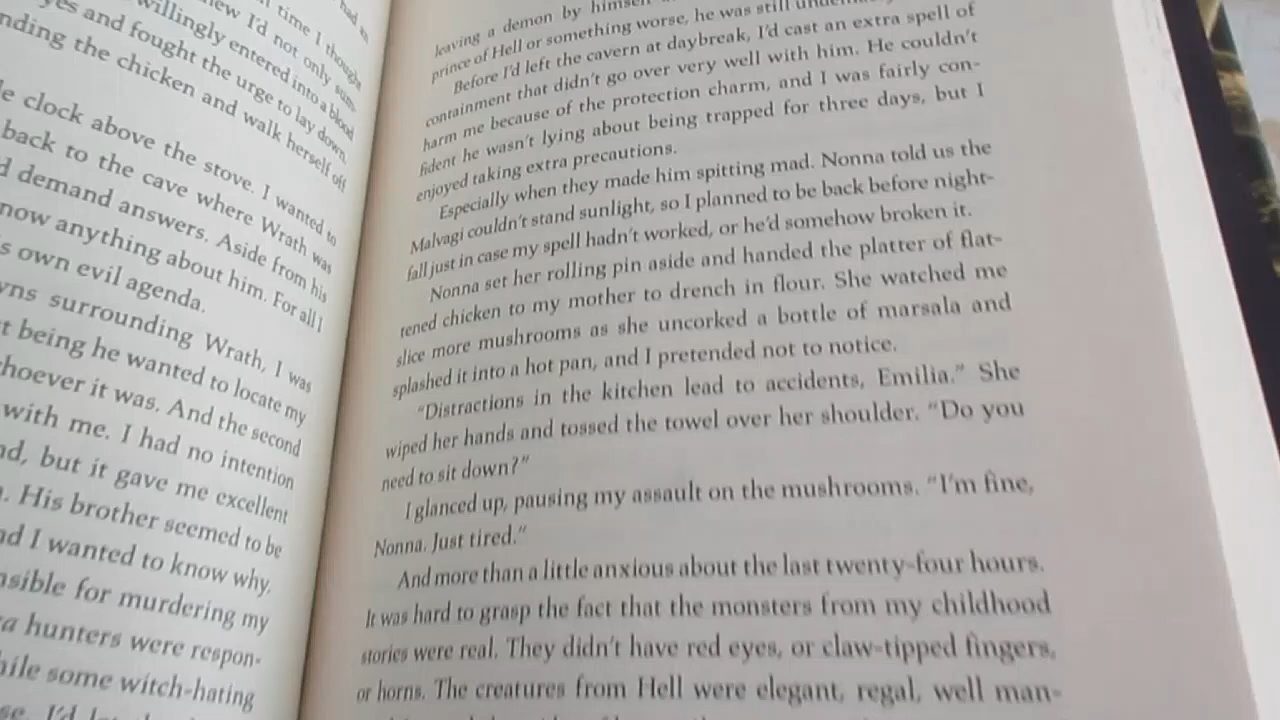 had an
time I thought
new I'd not only sum-
willingly entered into a blood
yes and fought the urge to lay down.
nding the chicken and walk herself off
clock above the stove. I wanted to
back to the cave where Wrath was
demand answers. Aside from his
now anything about him. For all I
s own evil agenda.
wns surrounding Wrath, I was
being he wanted to locate my
hoever it was. And the second
with me. I had no intention
nd, but it gave me excellent
. His brother seemed to be
nd I wanted to know why.
nsible for murdering my
hunters were respon-
hile some witch-hating
se. I'd
leaving a demon by himself
prince of Hell or something worse, he was still
Before I'd left the cavern at daybreak, I'd cast an extra spell of
containment that didn't go over very well with him. He couldn't
harm me because of the protection charm, and I was fairly con-
fident he wasn't lying about being trapped for three days, but I
enjoyed taking extra precautions.
Especially when they made him spitting mad. Nonna told us the
Malvagi couldn't stand sunlight, so I planned to be back before night-
fall just in case my spell hadn't worked, or he'd somehow broken it.
Nonna set her rolling pin aside and handed the platter of flat-
tened chicken to my mother to drench in flour. She watched me
slice more mushrooms as she uncorked a bottle of marsala and
splashed it into a hot pan, and I pretended not to notice.
"Distractions in the kitchen lead to accidents, Emilia." She
wiped her hands and tossed the towel over her shoulder. "Do you
need to sit down?"
I glanced up, pausing my assault on the mushrooms. "I'm fine,
Nonna. Just tired."
And more than a little anxious about the last twenty-four hours.
It was hard to grasp the fact that the monsters from my childhood
stories were real. They didn't have red eyes, or claw-tipped fingers,
or horns. The creatures from Hell were elegant, regal, well man-